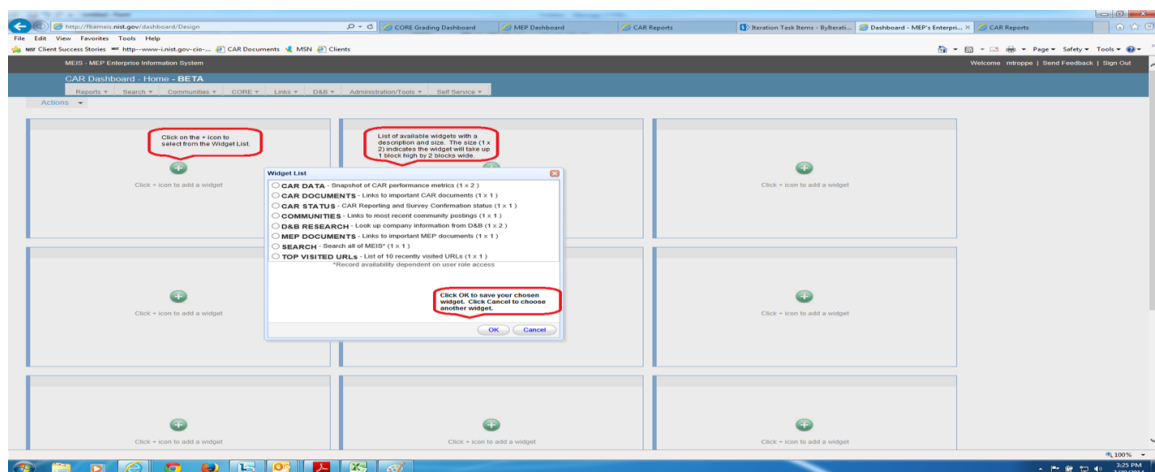 http://fbameis.nist.gov/dashboard/Design
CORE Grading Dashboard
MEP Dashboard
CAR Reports
Iteration Task Items - ByIterati...
Dashboard - MEP's Enterpri...
CAR Reports
File Edit View Favorites Tools Help
Client Success Stories
http--www-i.nist.gov-cio-...
CAR Documents
MSN
Clients
Page
Safety
Tools
MEIS - MEP Enterprise Information System
Welcome mtroppe | Send Feedback | Sign Out
CAR Dashboard - Home - BETA
Reports Search Communities CORE Links D&B Administration/Tools Self Service
Actions
Click on the + icon to
select from the Widget List.
List of available widgets with a
description and size. The size (1 x
2) indicates the widget will take up
1 block high by 2 blocks wide.
Click + icon to add a widget
Click + icon to add a widget
Widget List
CAR DATA - Snapshot of CAR performance metrics (1 x 2 )
CAR DOCUMENTS - Links to important CAR documents (1 x 1 )
CAR STATUS - CAR Reporting and Survey Confirmation status (1 x 1 )
COMMUNITIES - Links to most recent community postings (1 x 1 )
D&B RESEARCH - Look up company information from D&B (1 x 2 )
MEP DOCUMENTS - Links to important MEP documents (1 x 1 )
SEARCH - Search all of MEIS* (1 x 1 )
TOP VISITED URLs - List of 10 recently visited URLs (1 x 1 )
*Record availability dependent on user role access
Click OK to save your chosen
widget. Click Cancel to choose
another widget.
OK Cancel
Click + icon to add a widget
Click + icon to add a widget
Click + icon to add a widget
Click + icon to add a widget
Click + icon to add a widget
100%
3:25 PM